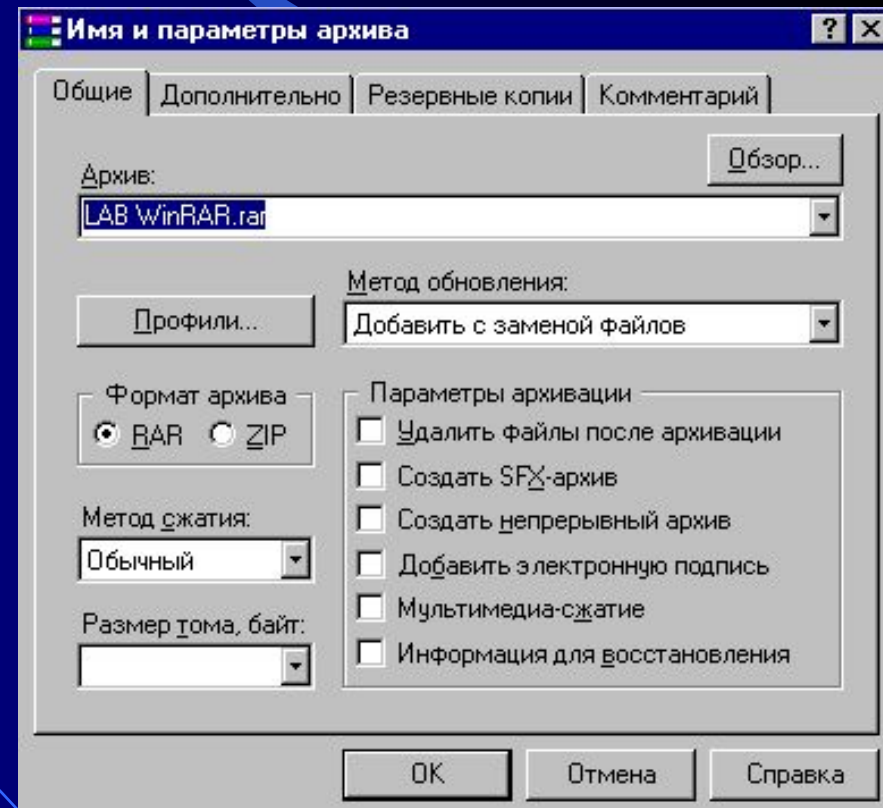 Имя и параметры архива
Общие Дополнительно Резервные копии Комментарий
Обзор...
Архив:
LAB WinRAR.rar
Метод обновления:
Профили...
Добавить с заменой файлов
Формат архива
RAR ZIP
Метод сжатия:
Обычный
Размер тома, байт:
Параметры архивации
Удалить файлы после архивации
Создать SFX-архив
Создать непрерывный архив
Добавить электронную подпись
Мультимедиа-сжатие
Информация для восстановления
OK Отмена Справка